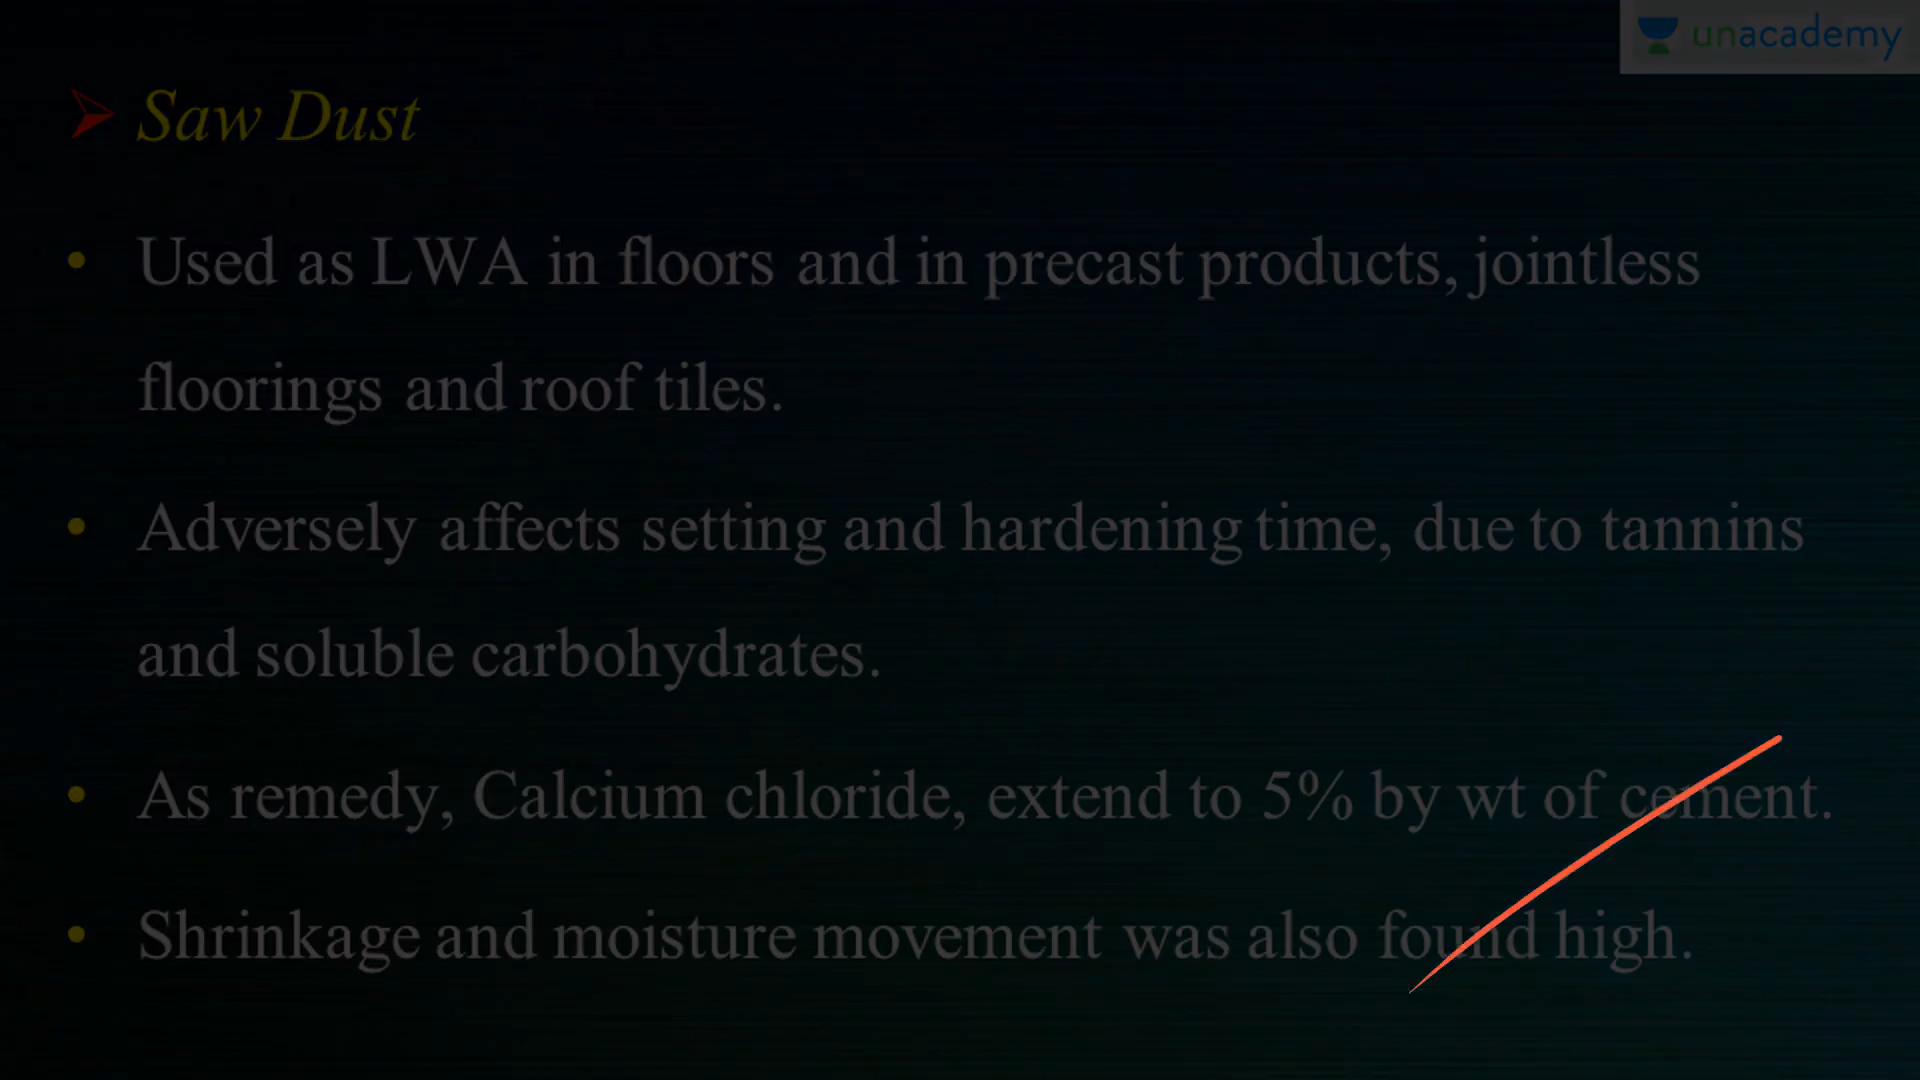 unacademy
Saw Dust
Used as LWA in floors and in precast products, jointless
floorings and roof tiles.
Adversely affects setting and hardening time, due to tannins
and soluble carbohydrates.
As remedy, Calcium chloride, extend to 5% by wt of cement.
Shrinkage and moisture movement was also found high.